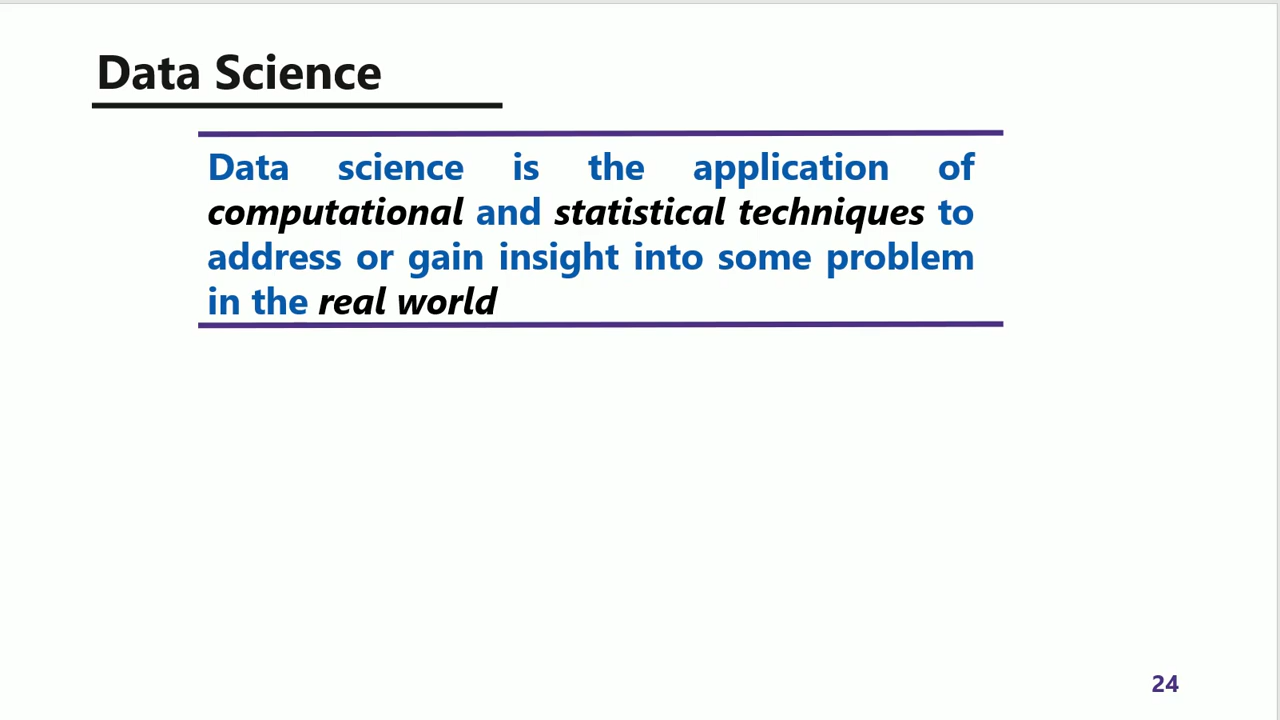 Data Science
Data science is the application of
computational and statistical techniques to
address or gain insight into some problem
in the real world
24